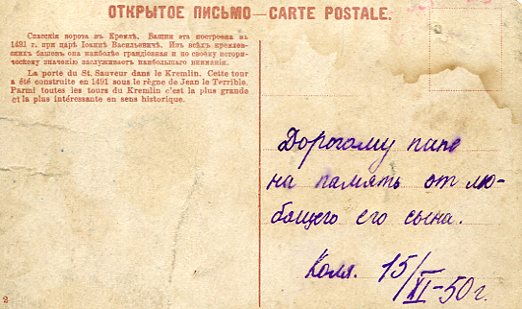 ОТКРЫТОЕ ПИСЬМО — CARTE POSTALE.
Спасскія ворота въ Кремлѣ. Башня эта построена въ
1491 г. при царѣ Іоаннѣ Васильевичѣ. Изъ всѣхъ кремлев-
скихъ башенъ она наиболѣе грандіозная и по своему истори-
ческому значенію заслуживаетъ наибольшаго вниманія.
La porte du St. Sauveur dans le Kremlin. Cette tour
a été construite en 1491 sous le règne de Jean le Terrible.
Parmi toutes les tours du Kremlin c'est la plus grande
et la plus intéressante en sens historique.
Дорогому папе
на память от лю-
бящего его сына.
Коля. 15/XI-50г.
2